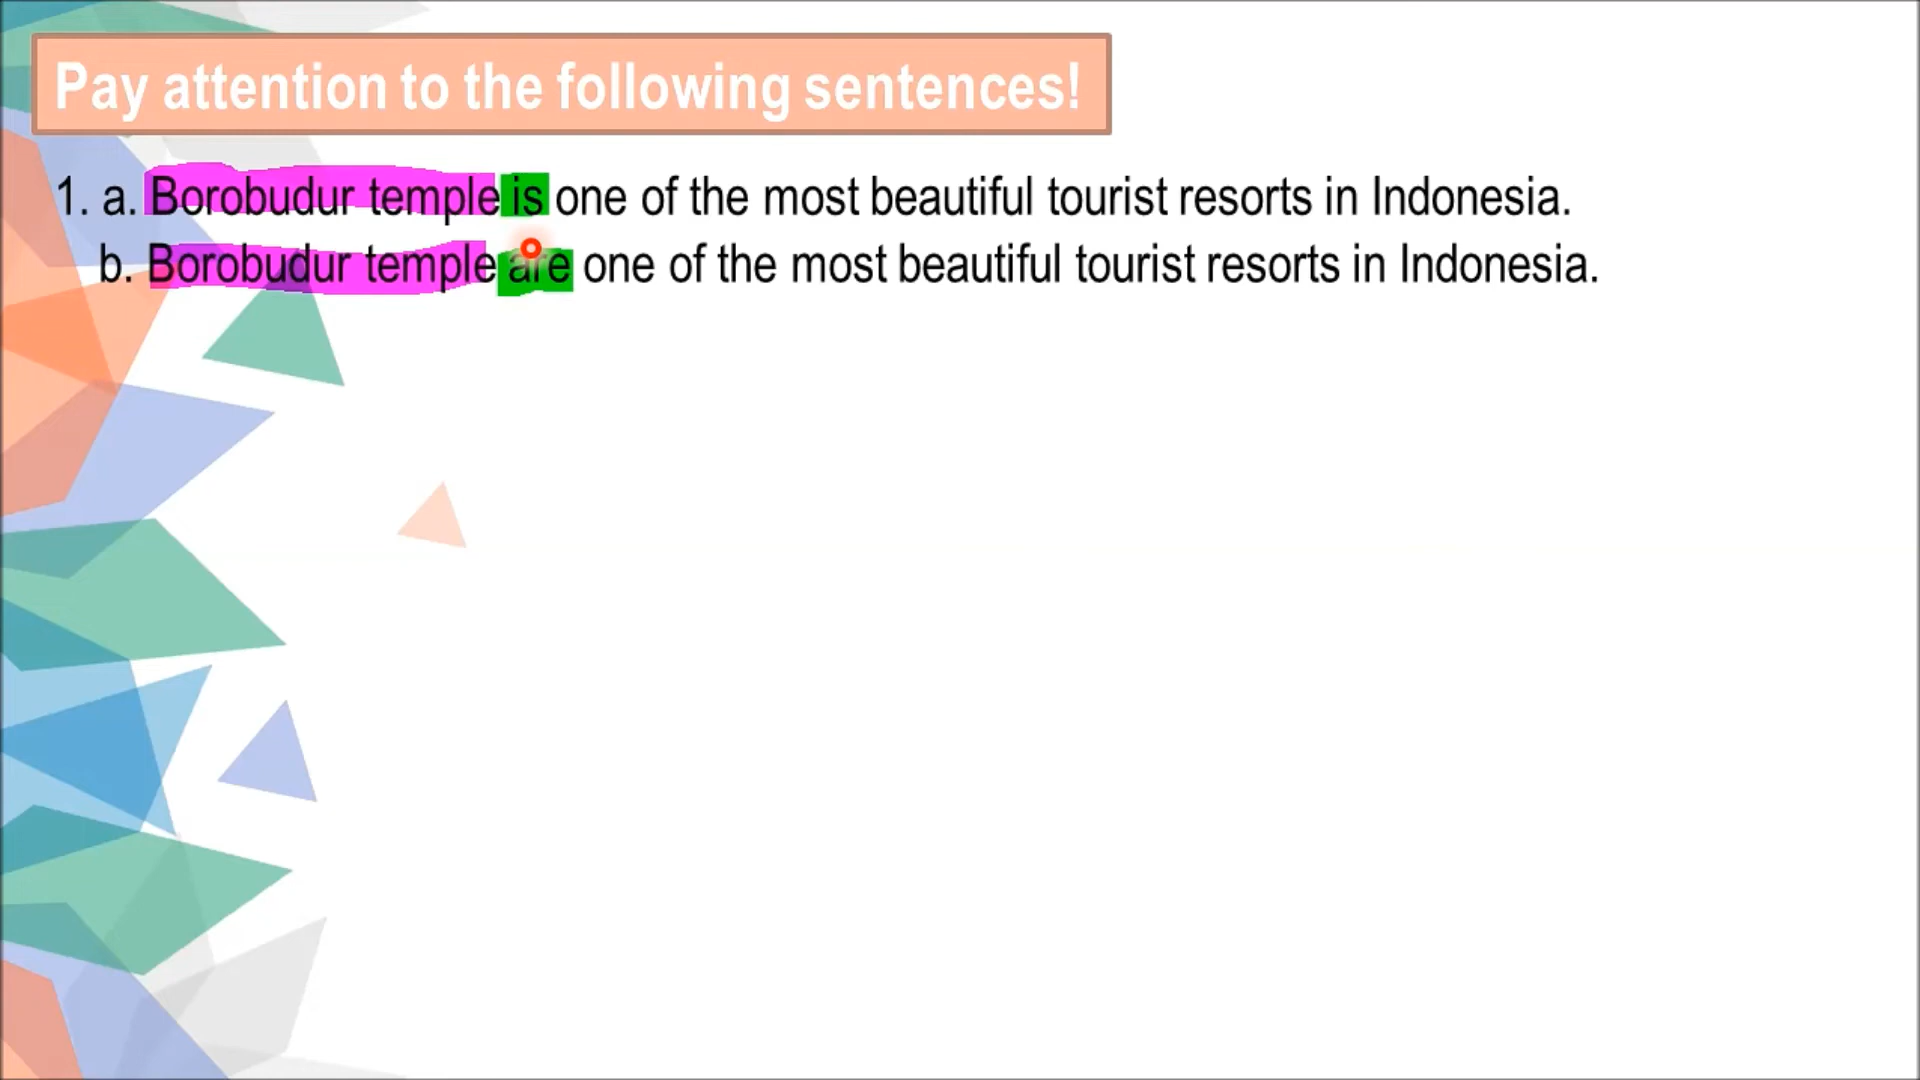 Pay attention to the following sentences!
1. a. Borobudur temple is one of the most beautiful tourist resorts in Indonesia.
b. Borobudur temple are one of the most beautiful tourist resorts in Indonesia.